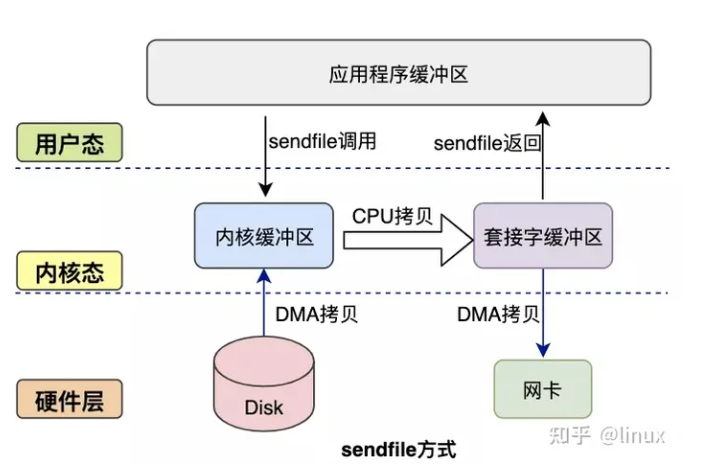 应用程序缓冲区
用户态
sendfile调用
sendfile返回
内核缓冲区
CPU拷贝
套接字缓冲区
内核态
DMA拷贝
DMA拷贝
硬件层
Disk
网卡
知乎 @linux
sendfile方式